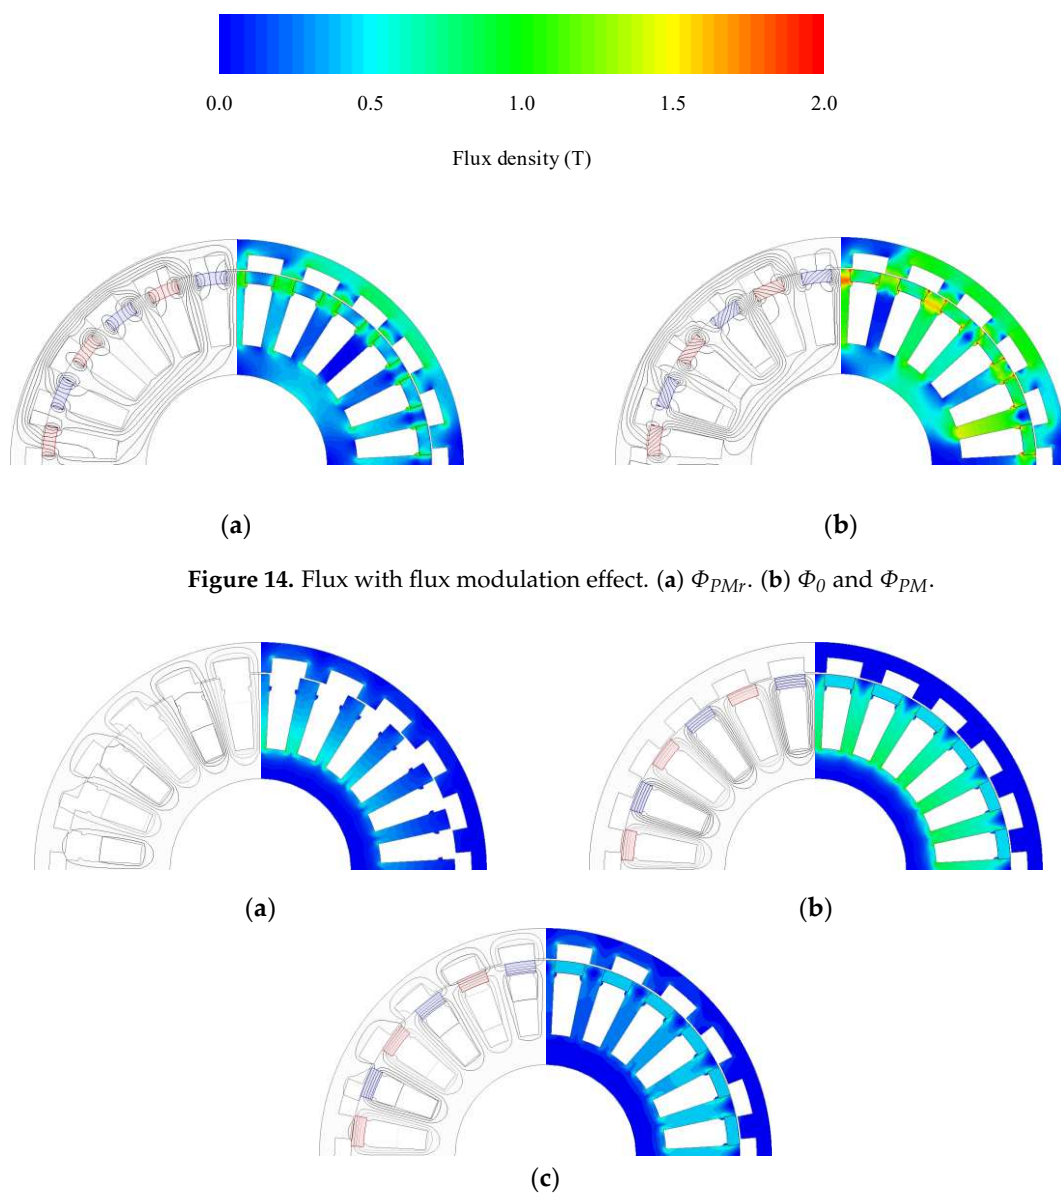 0.0 0.5 1.0 1.5 2.0
Flux density (T)
(a) (b)
Figure 14. Flux with flux modulation effect. (a) Φ_PMr. (b) Φ_0 and Φ_PM.
(a) (b)
(c)